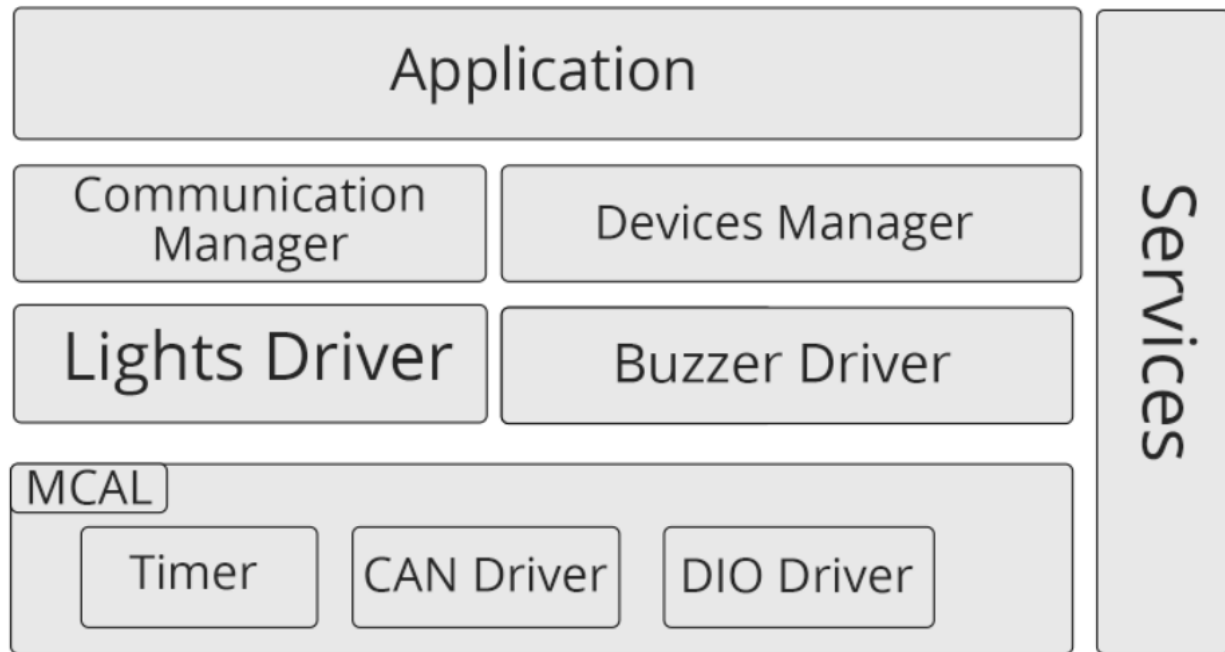 Application
Communication
Manager
Devices Manager
Lights Driver
Buzzer Driver
MCAL
Timer
CAN Driver
DIO Driver
Services